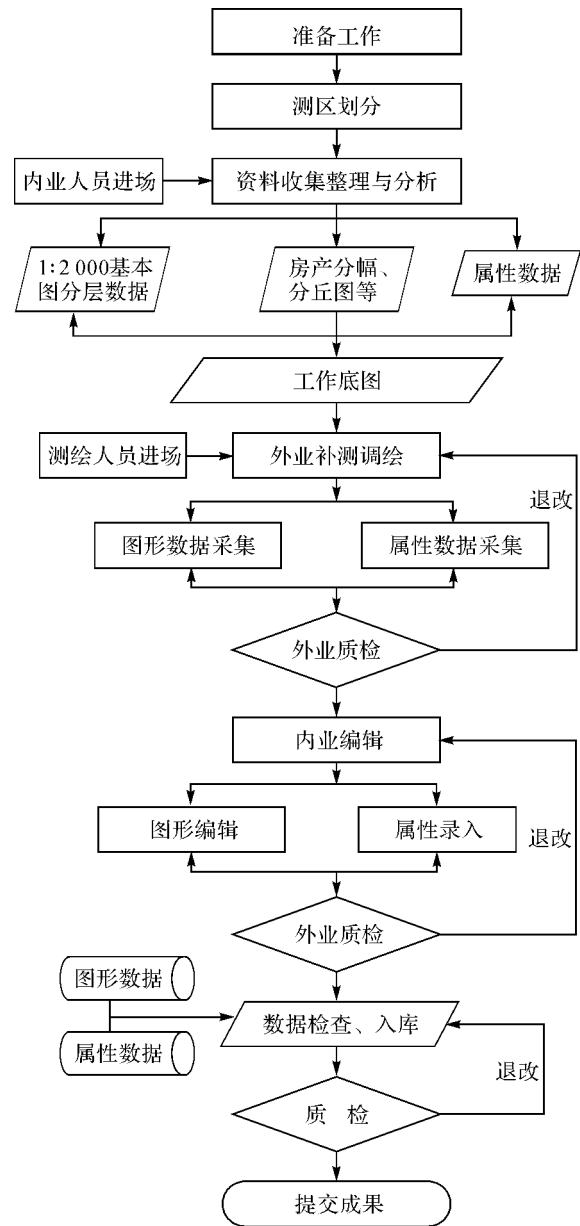 准备工作
测区划分
内业人员进场
资料收集整理与分析
1:2 000基本
图分层数据
房产分幅、
分丘图等
属性数据
工作底图
测绘人员进场
外业补测调绘
退改
图形数据采集
属性数据采集
外业质检
内业编辑
图形编辑
属性录入
退改
外业质检
图形数据
属性数据
数据检查、入库
退改
质 检
提交成果